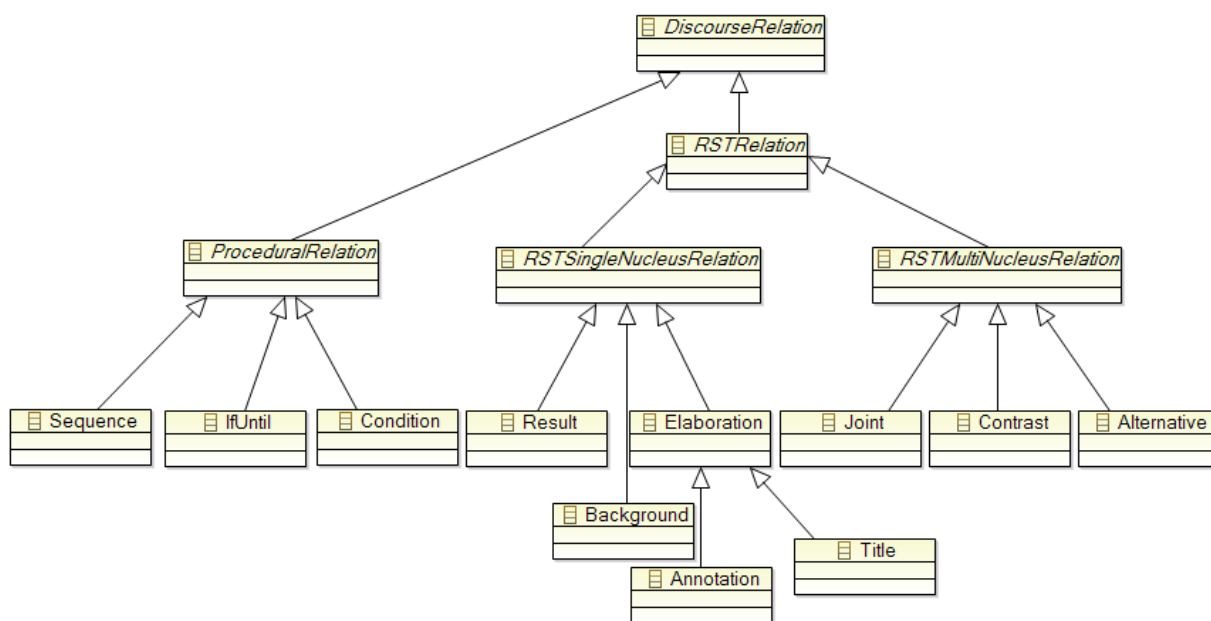 DiscourseRelation
RSTRelation
ProceduralRelation
RSTSingleNucleusRelation
RSTMultiNucleusRelation
Sequence
IfUntil
Condition
Result
Elaboration
Joint
Contrast
Alternative
Background
Title
Annotation